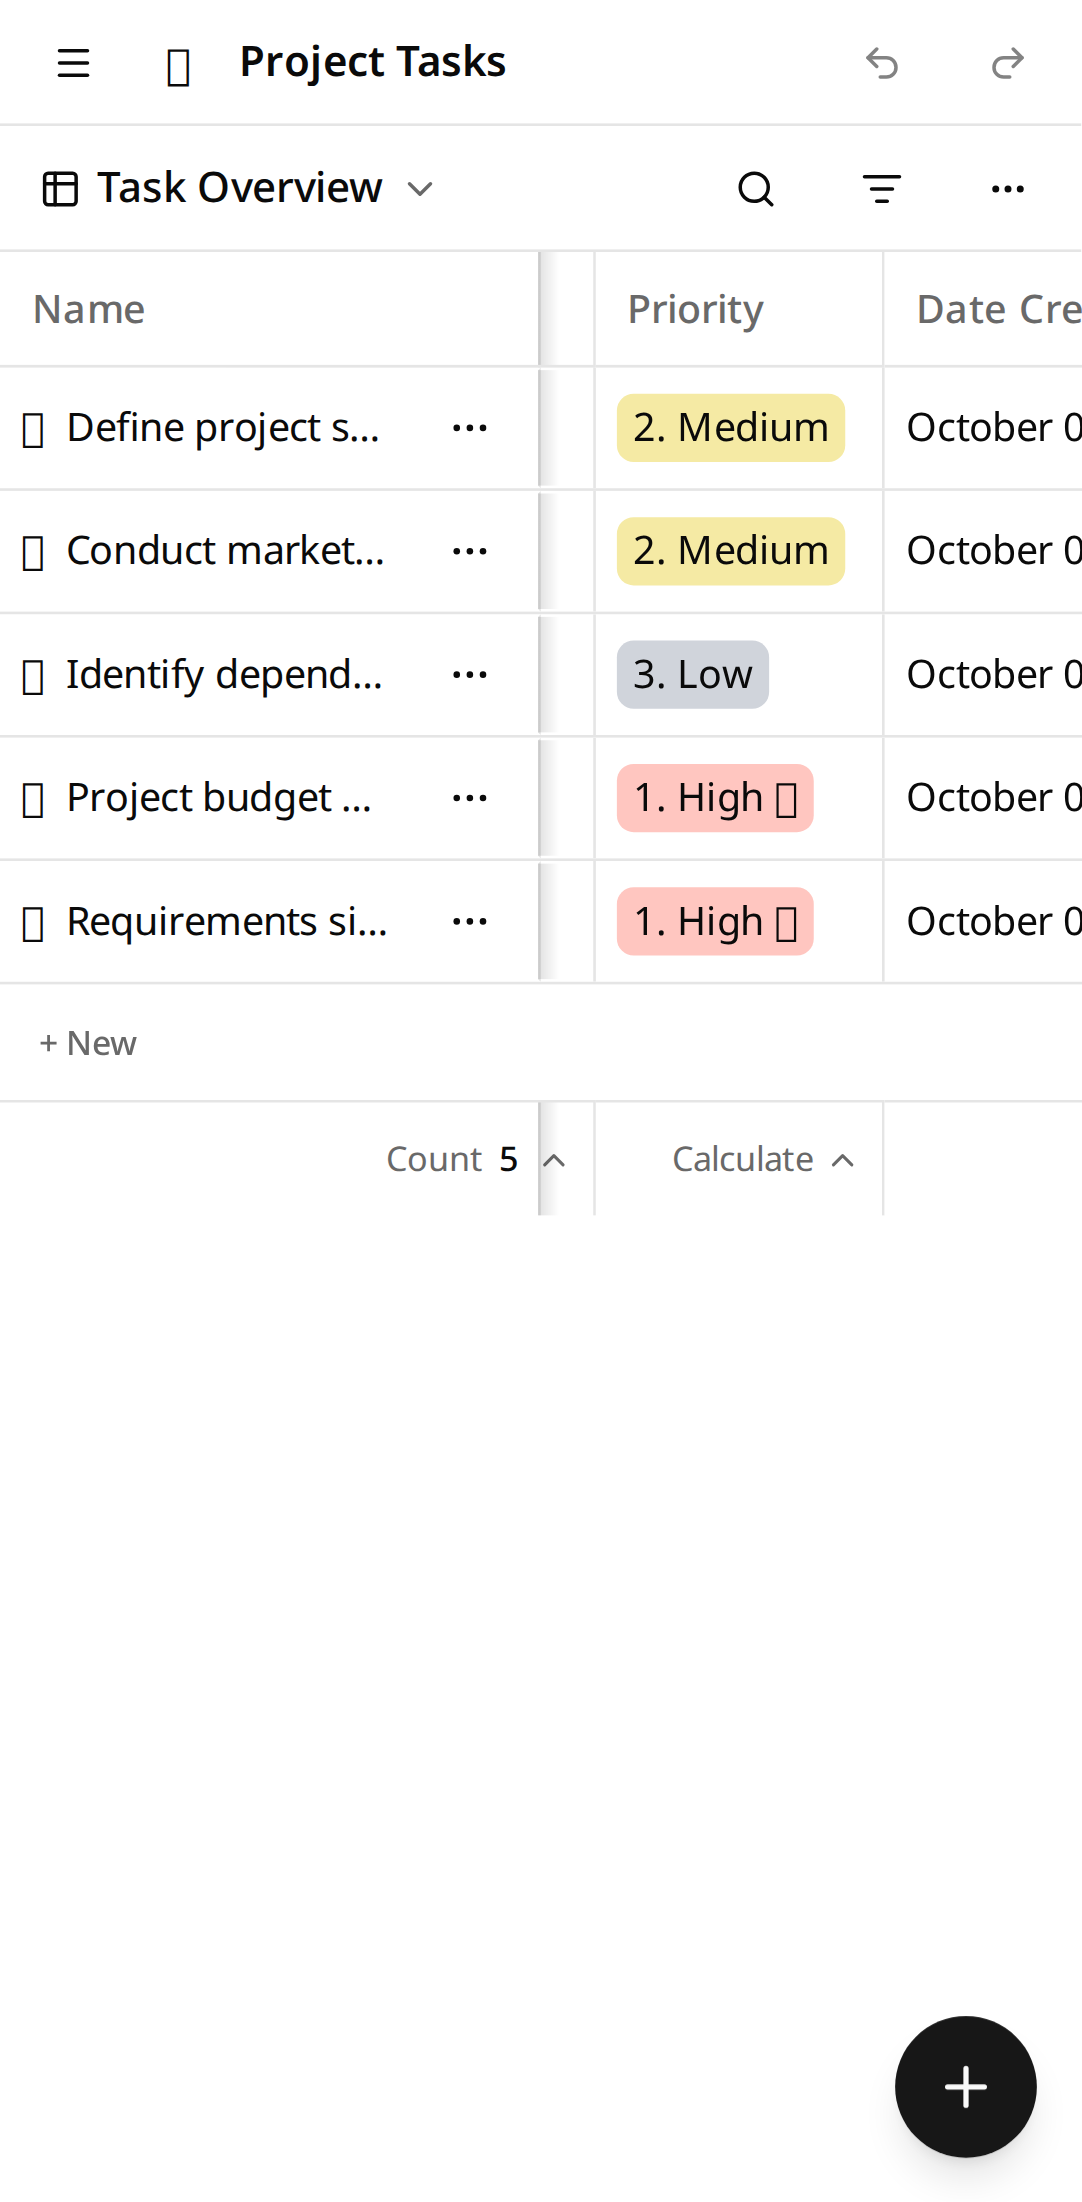 Project Tasks
Task Overview
Name Priority Date Cre
Define project s... 2. Medium October 0
Conduct market... 2. Medium October 0
Identify depend... 3. Low October 0
Project budget ... 1. High October 0
Requirements si... 1. High October 0
+ New
Count 5 Calculate